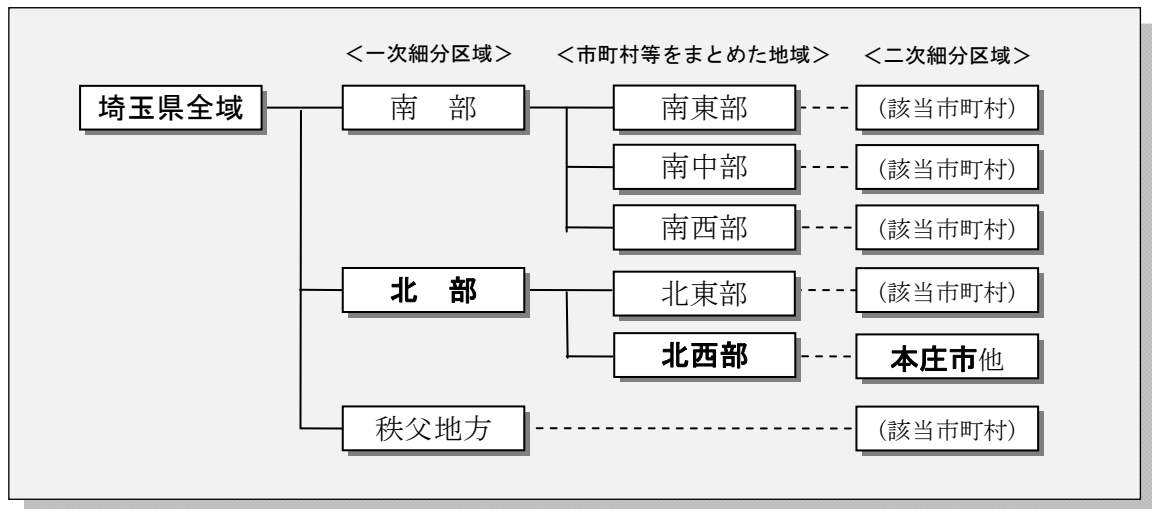 ＜一次細分区域＞ ＜市町村等をまとめた地域＞ ＜二次細分区域＞
埼玉県全域 南　部 南東部 (該当市町村)
南中部 (該当市町村)
南西部 (該当市町村)
北　部 北東部 (該当市町村)
北西部 本庄市他
秩父地方 (該当市町村)